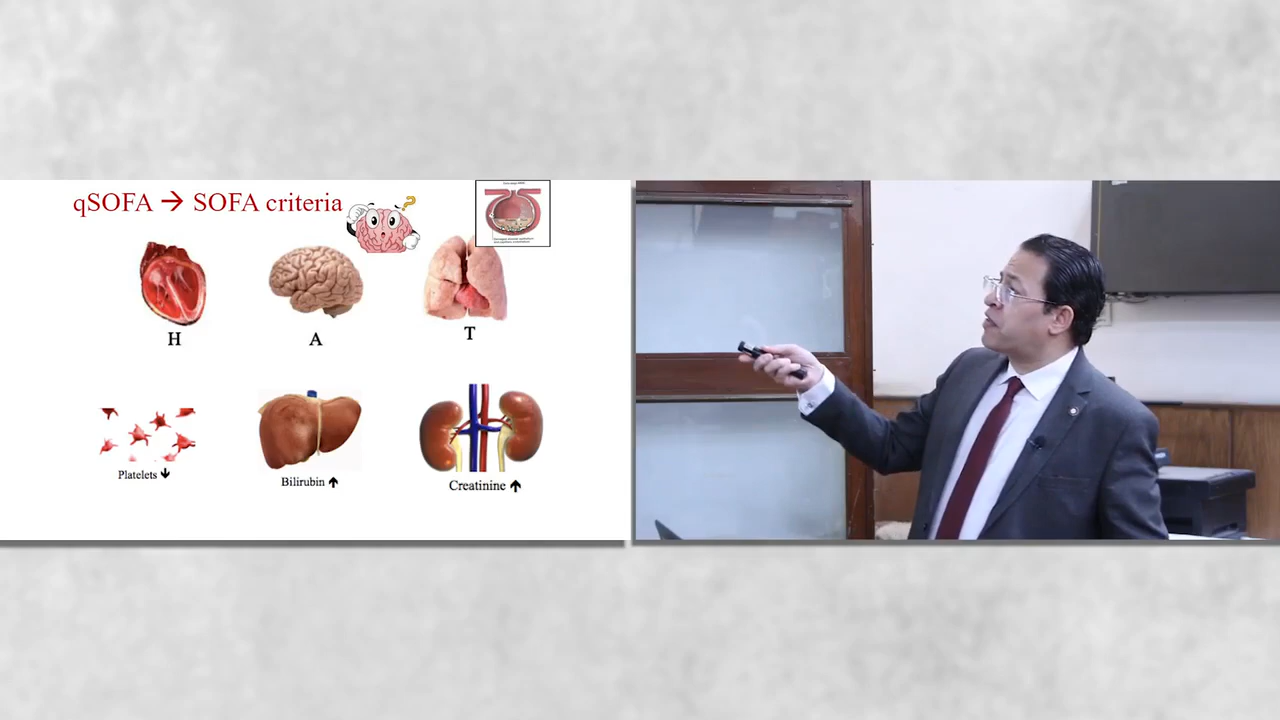 qSOFA → SOFA criteria
H
A
T
Platelets ↓
Bilirubin ↑
Creatinine ↑